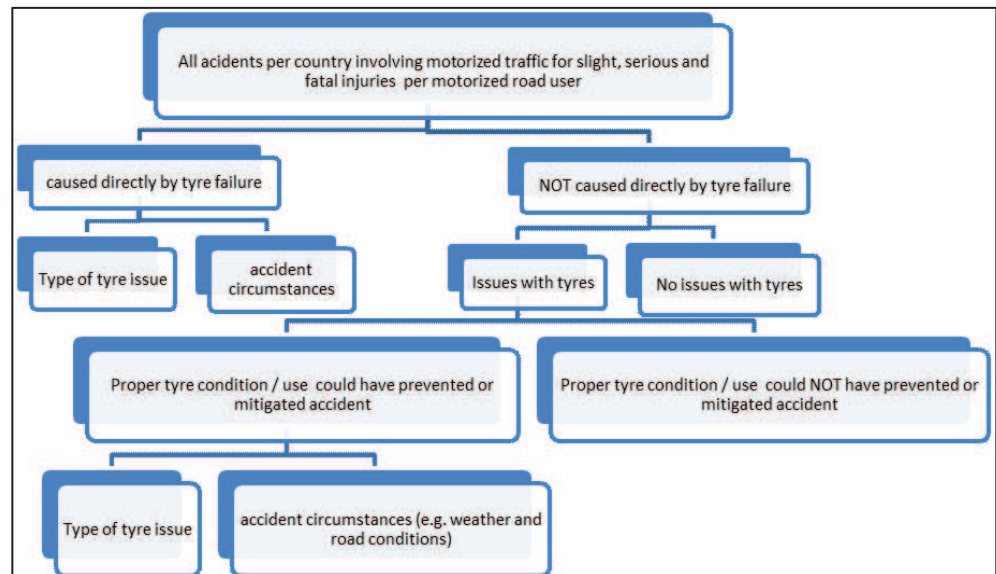 All acidents per country involving motorized traffic for slight, serious and
fatal injuries per motorized road user
caused directly by tyre failure
NOT caused directly by tyre failure
Type of tyre issue
accident
circumstances
Issues with tyres
No issues with tyres
Proper tyre condition / use could have prevented or
mitigated accident
Proper tyre condition / use could NOT have prevented or
mitigated accident
Type of tyre issue
accident circumstances (e.g. weather and
road conditions)